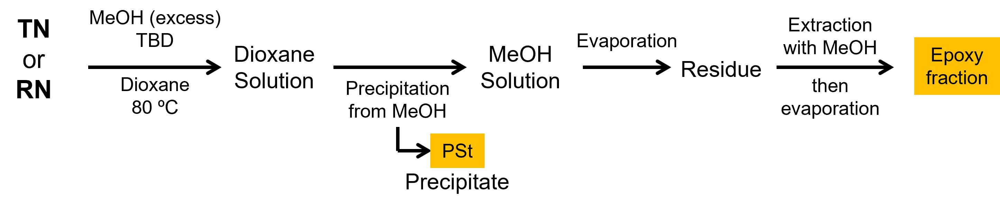 TN
or
RN
MeOH (excess)
TBD
Dioxane
80 ºC
Dioxane
Solution
Precipitation
from MeOH
PSt
Precipitate
MeOH
Solution
Evaporation
Residue
Extraction
with MeOH
then
evaporation
Epoxy
fraction